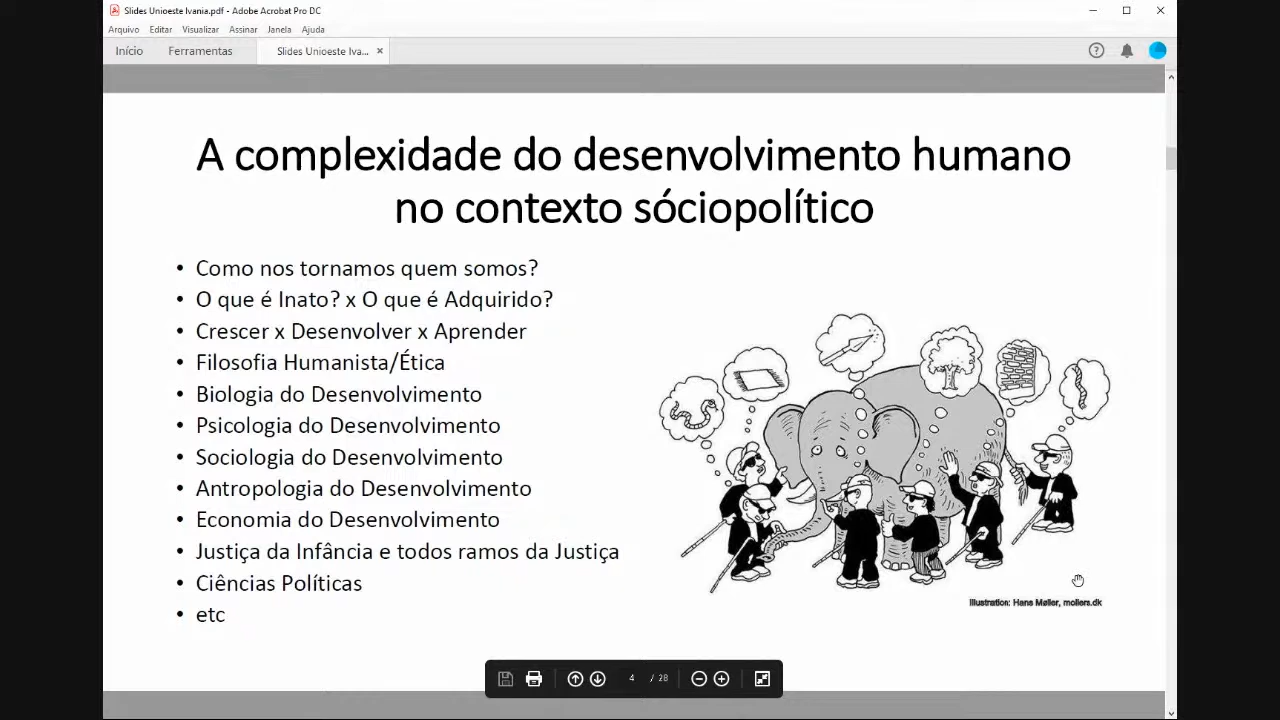 Slides Unioeste Ivania.pdf - Adobe Acrobat Pro DC
Arquivo Editar Visualizar Assinar Janela Ajuda
Início Ferramentas Slides Unioeste Iva... ×
A complexidade do desenvolvimento humano
no contexto sóciopolítico
• Como nos tornamos quem somos?
• O que é Inato? x O que é Adquirido?
• Crescer x Desenvolver x Aprender
• Filosofia Humanista/Ética
• Biologia do Desenvolvimento
• Psicologia do Desenvolvimento
• Sociologia do Desenvolvimento
• Antropologia do Desenvolvimento
• Economia do Desenvolvimento
• Justiça da Infância e todos ramos da Justiça
• Ciências Políticas
• etc
Illustration: Hans Møller, mollers.dk
4 / 28